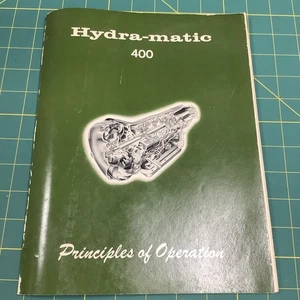 Hydra-matic
400
Principles of Operation